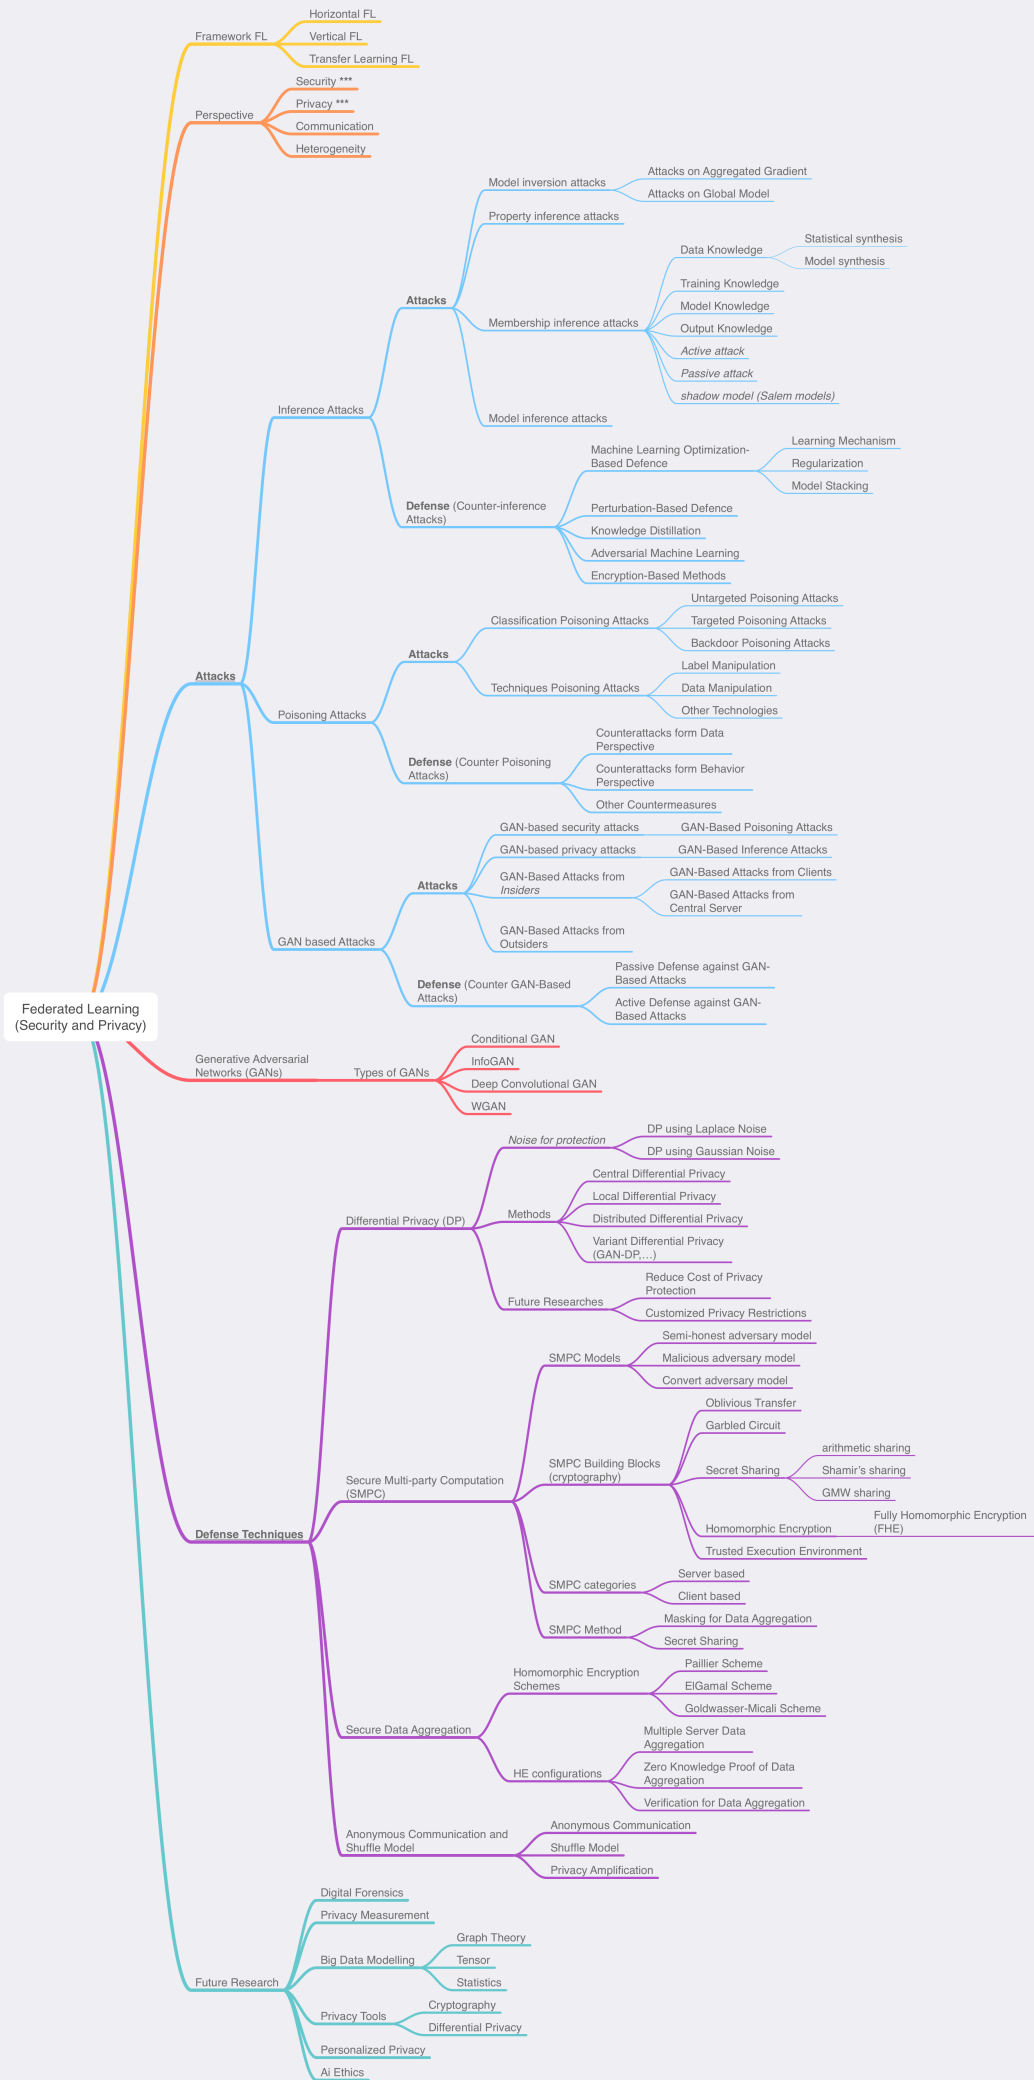 Framework FL
Horizontal FL
Vertical FL
Transfer Learning FL
Perspective
Security ***
Privacy ***
Communication
Heterogeneity
Attacks
Inference Attacks
Attacks
Model inversion attacks
Attacks on Aggregated Gradient
Attacks on Global Model
Property inference attacks
Membership inference attacks
Data Knowledge
Statistical synthesis
Model synthesis
Training Knowledge
Model Knowledge
Output Knowledge
Active attack
Passive attack
shadow model (Salem models)
Model inference attacks
Defense (Counter-inference
Attacks)
Machine Learning Optimization-
Based Defence
Learning Mechanism
Regularization
Model Stacking
Perturbation-Based Defence
Knowledge Distillation
Adversarial Machine Learning
Encryption-Based Methods
Poisoning Attacks
Attacks
Classification Poisoning Attacks
Untargeted Poisoning Attacks
Targeted Poisoning Attacks
Backdoor Poisoning Attacks
Techniques Poisoning Attacks
Label Manipulation
Data Manipulation
Other Technologies
Defense (Counter Poisoning
Attacks)
Counterattacks form Data
Perspective
Counterattacks form Behavior
Perspective
Other Countermeasures
GAN based Attacks
Attacks
GAN-based security attacks
GAN-Based Poisoning Attacks
GAN-based privacy attacks
GAN-Based Inference Attacks
GAN-Based Attacks from
Insiders
GAN-Based Attacks from Clients
GAN-Based Attacks from
Central Server
GAN-Based Attacks from
Outsiders
Defense (Counter GAN-Based
Attacks)
Passive Defense against GAN-
Based Attacks
Active Defense against GAN-
Based Attacks
Federated Learning
(Security and Privacy)
Generative Adversarial
Networks (GANs)
Types of GANs
Conditional GAN
InfoGAN
Deep Convolutional GAN
WGAN
Defense Techniques
Differential Privacy (DP)
Noise for protection
DP using Laplace Noise
DP using Gaussian Noise
Methods
Central Differential Privacy
Local Differential Privacy
Distributed Differential Privacy
Variant Differential Privacy
(GAN-DP,...)
Future Researches
Reduce Cost of Privacy
Protection
Customized Privacy Restrictions
Secure Multi-party Computation
(SMPC)
SMPC Models
Semi-honest adversary model
Malicious adversary model
Convert adversary model
SMPC Building Blocks
(cryptography)
Oblivious Transfer
Garbled Circuit
Secret Sharing
arithmetic sharing
Shamir's sharing
GMW sharing
Homomorphic Encryption
Fully Homomorphic Encryption
(FHE)
Trusted Execution Environment
SMPC categories
Server based
Client based
SMPC Method
Masking for Data Aggregation
Secret Sharing
Secure Data Aggregation
Homomorphic Encryption
Schemes
Paillier Scheme
ElGamal Scheme
Goldwasser-Micali Scheme
HE configurations
Multiple Server Data
Aggregation
Zero Knowledge Proof of Data
Aggregation
Verification for Data Aggregation
Anonymous Communication and
Shuffle Model
Anonymous Communication
Shuffle Model
Privacy Amplification
Future Research
Digital Forensics
Privacy Measurement
Big Data Modelling
Graph Theory
Tensor
Statistics
Privacy Tools
Cryptography
Differential Privacy
Personalized Privacy
Ai Ethics